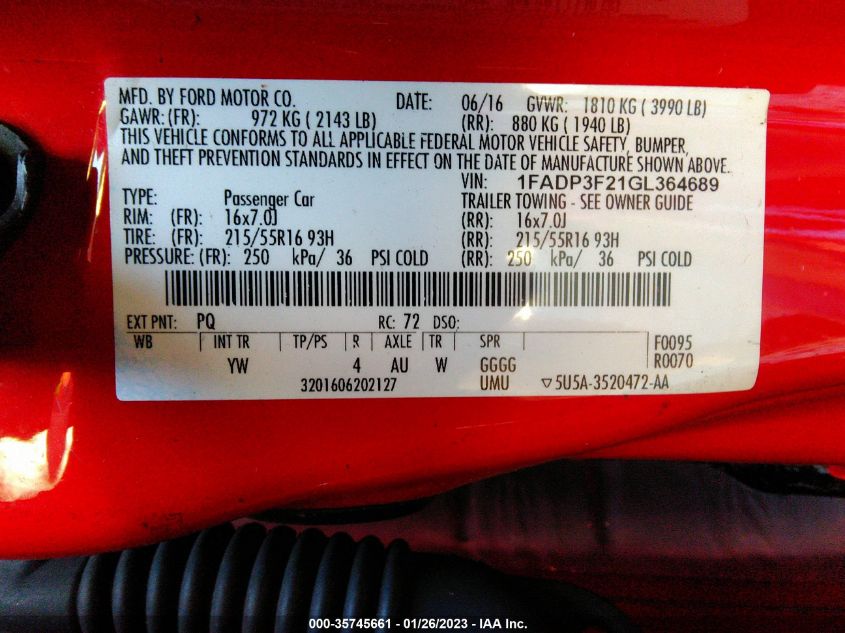 MFD. BY FORD MOTOR CO. DATE: 06/16 GVWR: 1810 KG ( 3990 LB)
GAWR:(FR): 972 KG ( 2143 LB) (RR): 880 KG ( 1940 LB)
THIS VEHICLE CONFORMS TO ALL APPLICABLE FEDERAL MOTOR VEHICLE SAFETY, BUMPER,
AND THEFT PREVENTION STANDARDS IN EFFECT ON THE DATE OF MANUFACTURE SHOWN ABOVE.
VIN: 1FADP3F21GL364689
TYPE: Passenger Car TRAILER TOWING - SEE OWNER GUIDE
RIM: (FR): 16x7.0J (RR): 16x7.0J
TIRE: (FR): 215/55R16 93H (RR): 215/55R16 93H
PRESSURE: (FR): 250 kPa/ 36 PSI COLD (RR): 250 kPa/ 36 PSI COLD
EXT PNT: PQ RC: 72 DSO:
WB INT TR TP/PS R AXLE TR SPR F0095
YW 4 AU W GGGG R0070
3201606202127 UMU ▽5U5A-3520472-AA
000-35745661 - 01/26/2023 - IAA Inc.